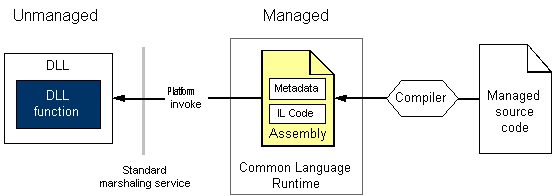 Unmanaged
Managed
DLL
DLL
function
Platform
invoke
Standard
marshaling service
Metadata
IL Code
Assembly
Common Language
Runtime
Compiler
Managed
source
code